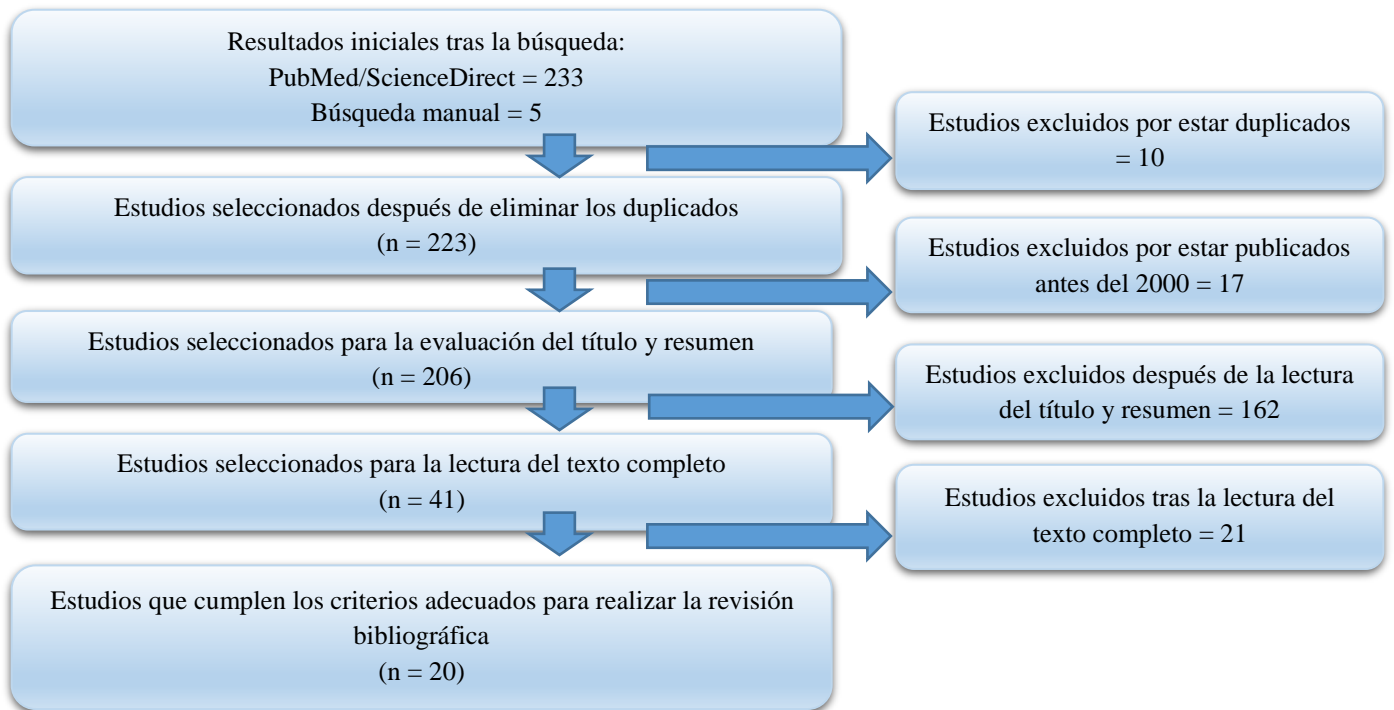 Resultados iniciales tras la búsqueda:
PubMed/ScienceDirect = 233
Búsqueda manual = 5
Estudios excluidos por estar duplicados
= 10
Estudios seleccionados después de eliminar los duplicados
(n = 223)
Estudios excluidos por estar publicados
antes del 2000 = 17
Estudios seleccionados para la evaluación del título y resumen
(n = 206)
Estudios excluidos después de la lectura
del título y resumen = 162
Estudios seleccionados para la lectura del texto completo
(n = 41)
Estudios excluidos tras la lectura del
texto completo = 21
Estudios que cumplen los criterios adecuados para realizar la revisión
bibliográfica
(n = 20)